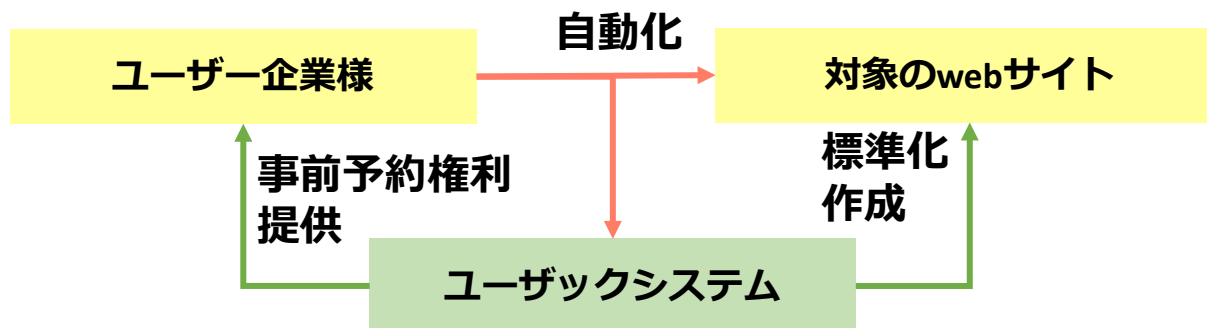 自動化
ユーザー企業様
対象のwebサイト
事前予約権利
提供
標準化
作成
ユーザックシステム